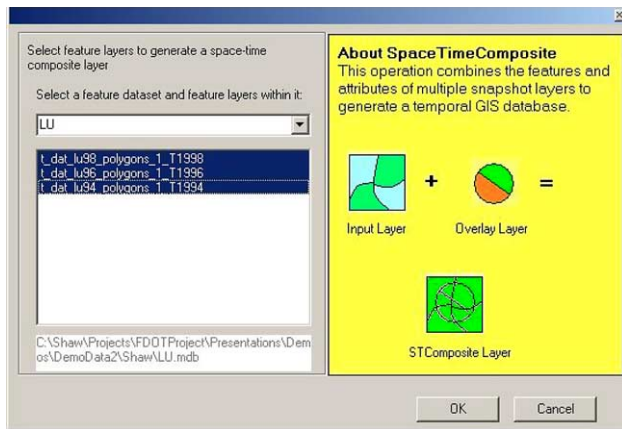 Select feature layers to generate a space-time
composite layer
Select a feature dataset and feature layers within it:
LU
t_dat_lu98_polygons_1_T1998
t_dat_lu96_polygons_1_T1996
t_dat_lu94_polygons_1_T1994
C:\Shaw\Projects\FDOTProject\Presentations\Dem
os\DemoData2\Shaw\LU.mdb
About SpaceTimeComposite
This operation combines the features and
attributes of multiple snapshot layers to
generate a temporal GIS database.
+
=
Input Layer
Overlay Layer
STComposite Layer
OK
Cancel